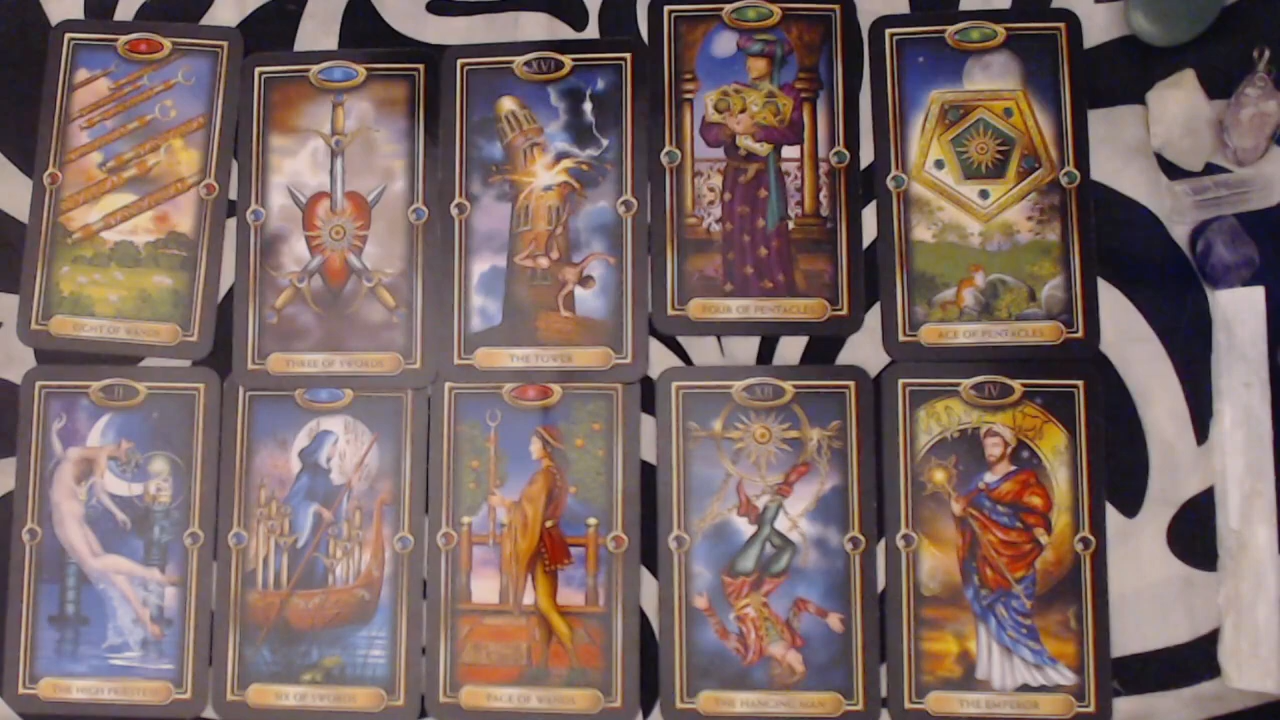 EIGHT OF WANDS
THREE OF SWORDS
XVI
THE TOWER
FOUR OF PENTACLES
ACE OF PENTACLES
II
THE HIGH PRIESTESS
SIX OF SWORDS
PAGE OF WANDS
XII
THE HANGING MAN
IV
THE EMPEROR